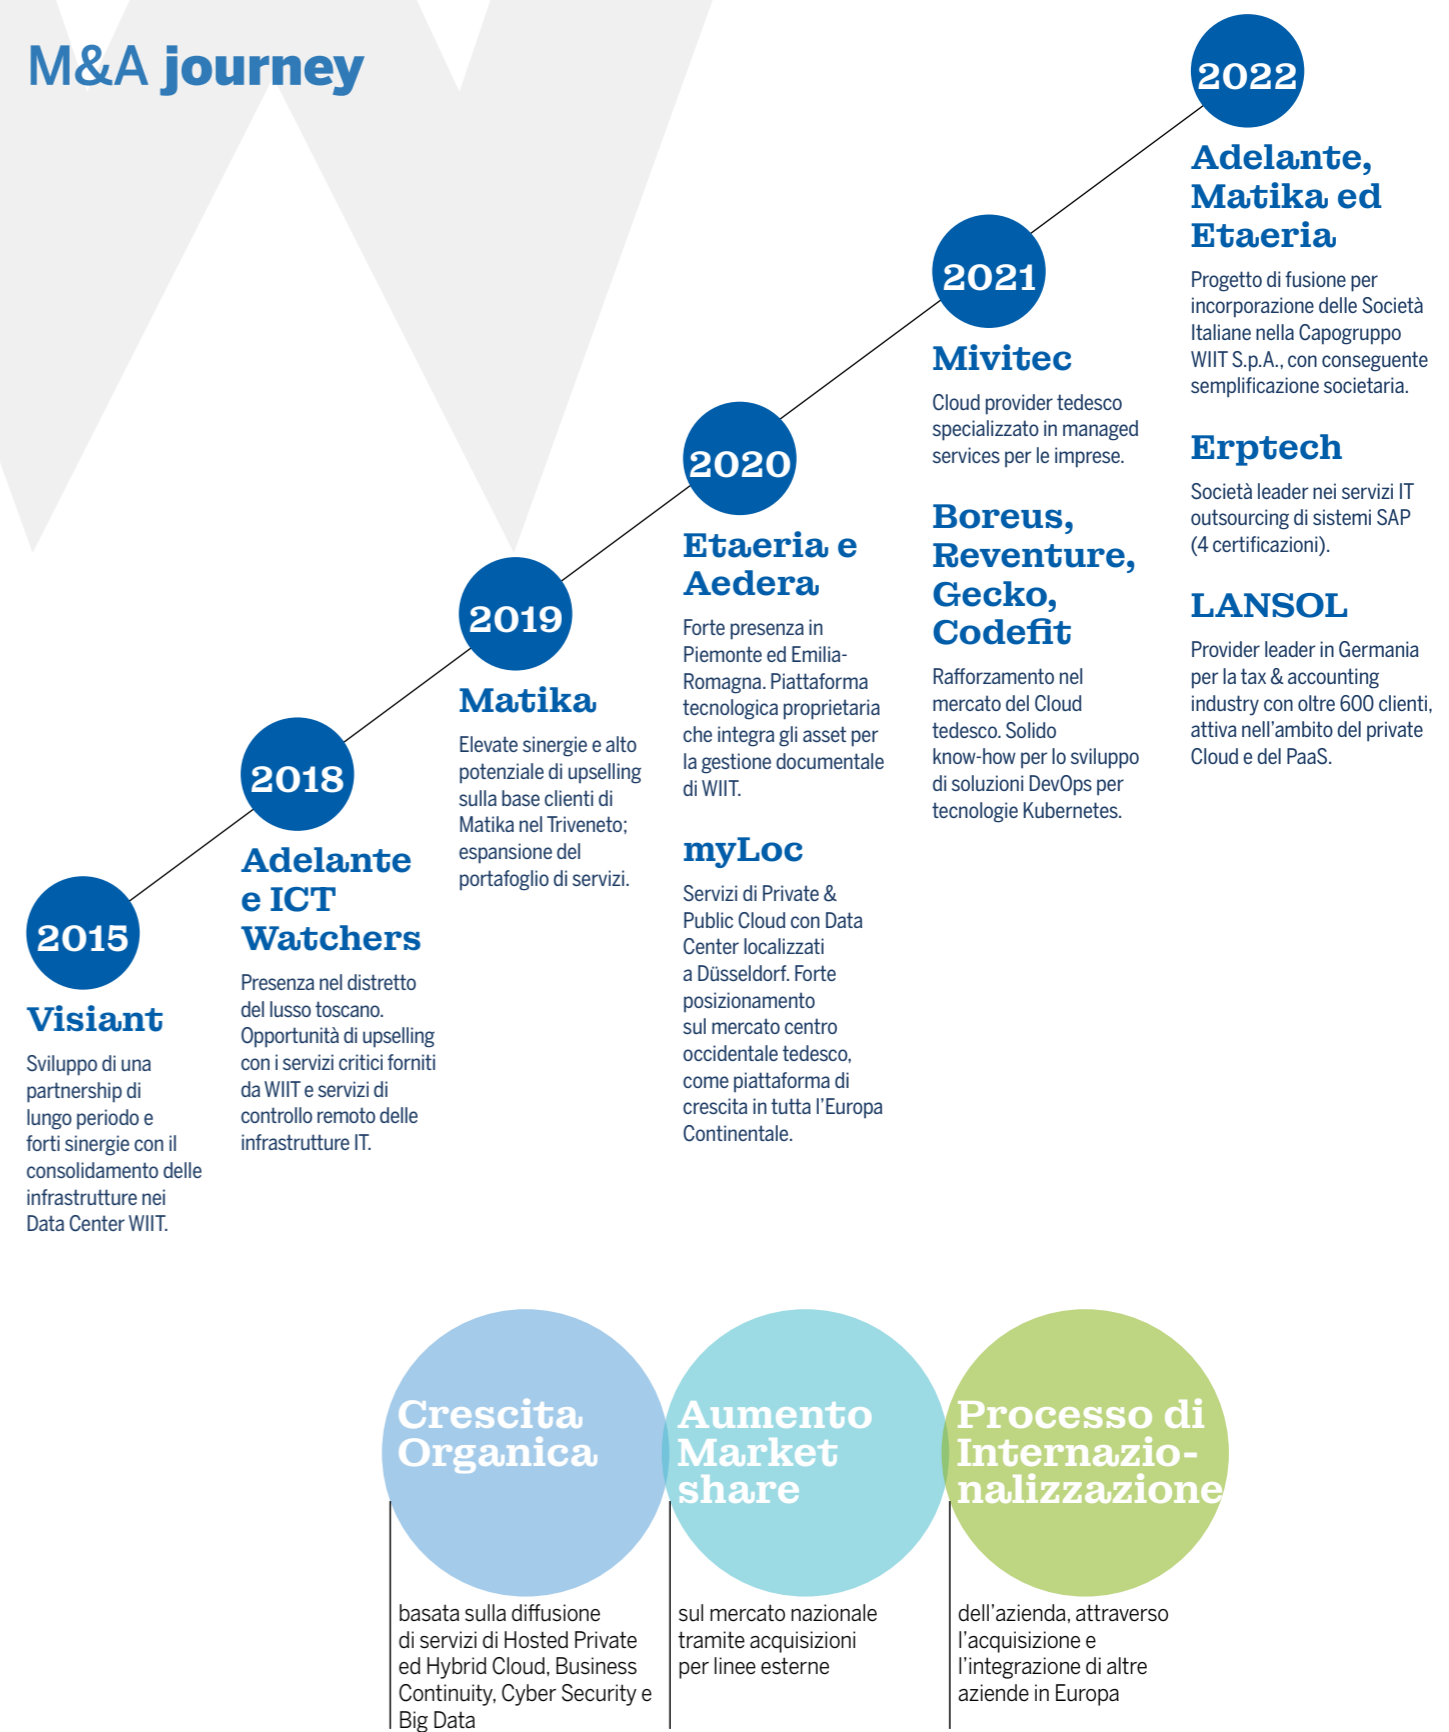 M&A journey
2015
Visiant
Sviluppo di una
partnership di
lungo periodo e
forti sinergie con il
consolidamento delle
infrastrutture nei
Data Center WIIT.
2018
Adelante
e ICT
Watchers
Presenza nel distretto
del lusso toscano.
Opportunità di upselling
con i servizi critici forniti
da WIIT e servizi di
controllo remoto delle
infrastrutture IT.
2019
Matika
Elevate sinergie e alto
potenziale di upselling
sulla base clienti di
Matika nel Triveneto;
espansione del
portafoglio di servizi.
2020
Etaeria e
Aedera
Forte presenza in
Piemonte ed Emilia-
Romagna. Piattaforma
tecnologica proprietaria
che integra gli asset per
la gestione documentale
di WIIT.
myLoc
Servizi di Private &
Public Cloud con Data
Center localizzati
a Düsseldorf. Forte
posizionamento
sul mercato centro
occidentale tedesco,
come piattaforma di
crescita in tutta l'Europa
Continentale.
2021
Mivitec
Cloud provider tedesco
specializzato in managed
services per le imprese.
Boreus,
Reventure,
Gecko,
Codefit
Rafforzamento nel
mercato del Cloud
tedesco. Solido
know-how per lo sviluppo
di soluzioni DevOps per
tecnologie Kubernetes.
2022
Adelante,
Matika ed
Etaeria
Progetto di fusione per
incorporazione delle Società
Italiane nella Capogruppo
WIIT S.p.A., con conseguente
semplificazione societaria.
Erptech
Società leader nei servizi IT
outsourcing di sistemi SAP
(4 certificazioni).
LANSOL
Provider leader in Germania
per la tax & accounting
industry con oltre 600 clienti,
attiva nell'ambito del private
Cloud e del PaaS.
Crescita
Organica
basata sulla diffusione
di servizi di Hosted Private
ed Hybrid Cloud, Business
Continuity, Cyber Security e
Big Data
Aumento
Market
share
sul mercato nazionale
tramite acquisizioni
per linee esterne
Processo di
Internazio-
nalizzazione
dell'azienda, attraverso
l'acquisizione e
l'integrazione di altre
aziende in Europa